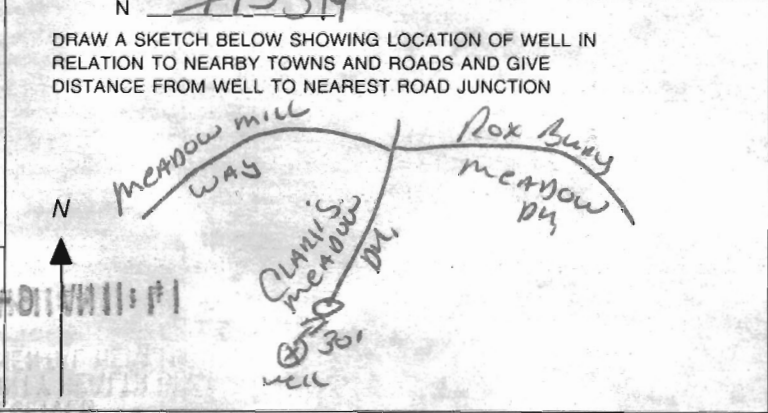 N
DRAW A SKETCH BELOW SHOWING LOCATION OF WELL IN
RELATION TO NEARBY TOWNS AND ROADS AND GIVE
DISTANCE FROM WELL TO NEAREST ROAD JUNCTION
MEADOW MILL
WAY
Rox Bury
MEADOW
DR,
N
CLARIS
MEADOW
DR,
30'
well